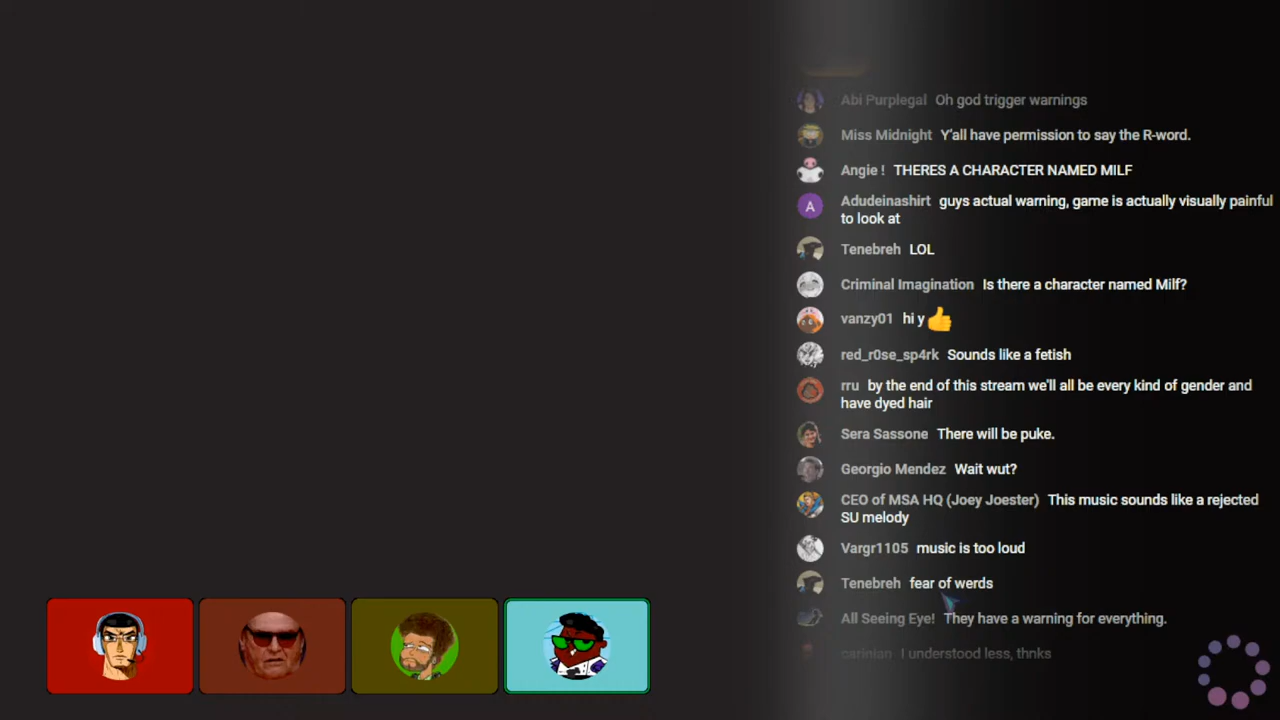 Abi Purplegal Oh god trigger warnings
Miss Midnight Y'all have permission to say the R-word.
Angie ! THERES A CHARACTER NAMED MILF
A Adudeinashirt guys actual warning, game is actually visually painful
to look at
Tenebreh LOL
Criminal Imagination Is there a character named Milf?
vanzy01 hi y👍
red_r0se_sp4rk Sounds like a fetish
rru by the end of this stream we'll all be every kind of gender and
have dyed hair
Sera Sassone There will be puke.
Georgio Mendez Wait wut?
CEO of MSA HQ (Joey Joester) This music sounds like a rejected
SU melody
Vargr1105 music is too loud
Tenebreh fear of werds
All Seeing Eye! They have a warning for everything.
carinian I understood less, thnks